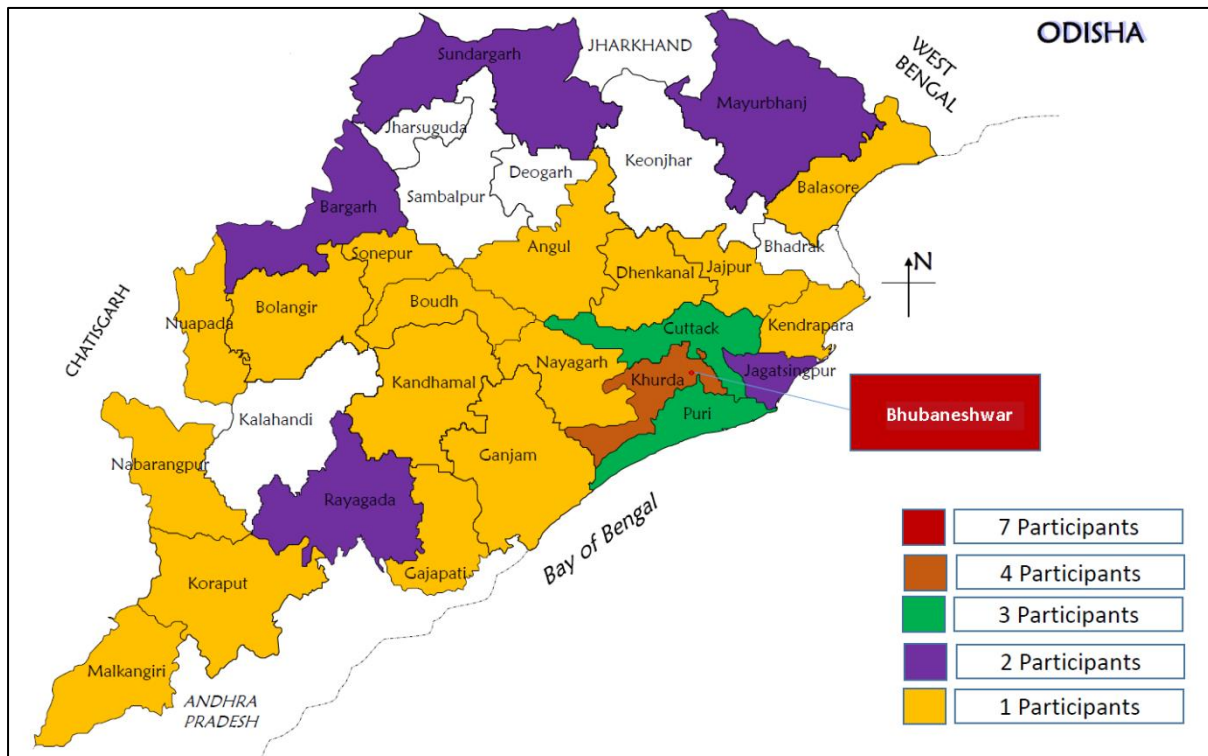 ODISHA
JHARKHAND
WEST
BENGAL
Sundargarh
Mayurbhanj
Jharsuguda
Keonjhar
Deogarh
Balasore
Sambalpur
Bargarh
Angul
Bhadrak
Sonepur
Dhenkanal
Jajpur
N
Bolangir
Boudh
CHATISGARH
Nuapada
Kendrapara
Cuttack
Nayagarh
Jagatsingpur
Kandhamal
Khurda
Puri
Bhubaneshwar
Kalahandi
Ganjam
Nabarangpur
Rayagada
Bay of Bengal
Gajapati
Koraput
Malkangiri
ANDHRA
PRADESH
7 Participants
4 Participants
3 Participants
2 Participants
1 Participants